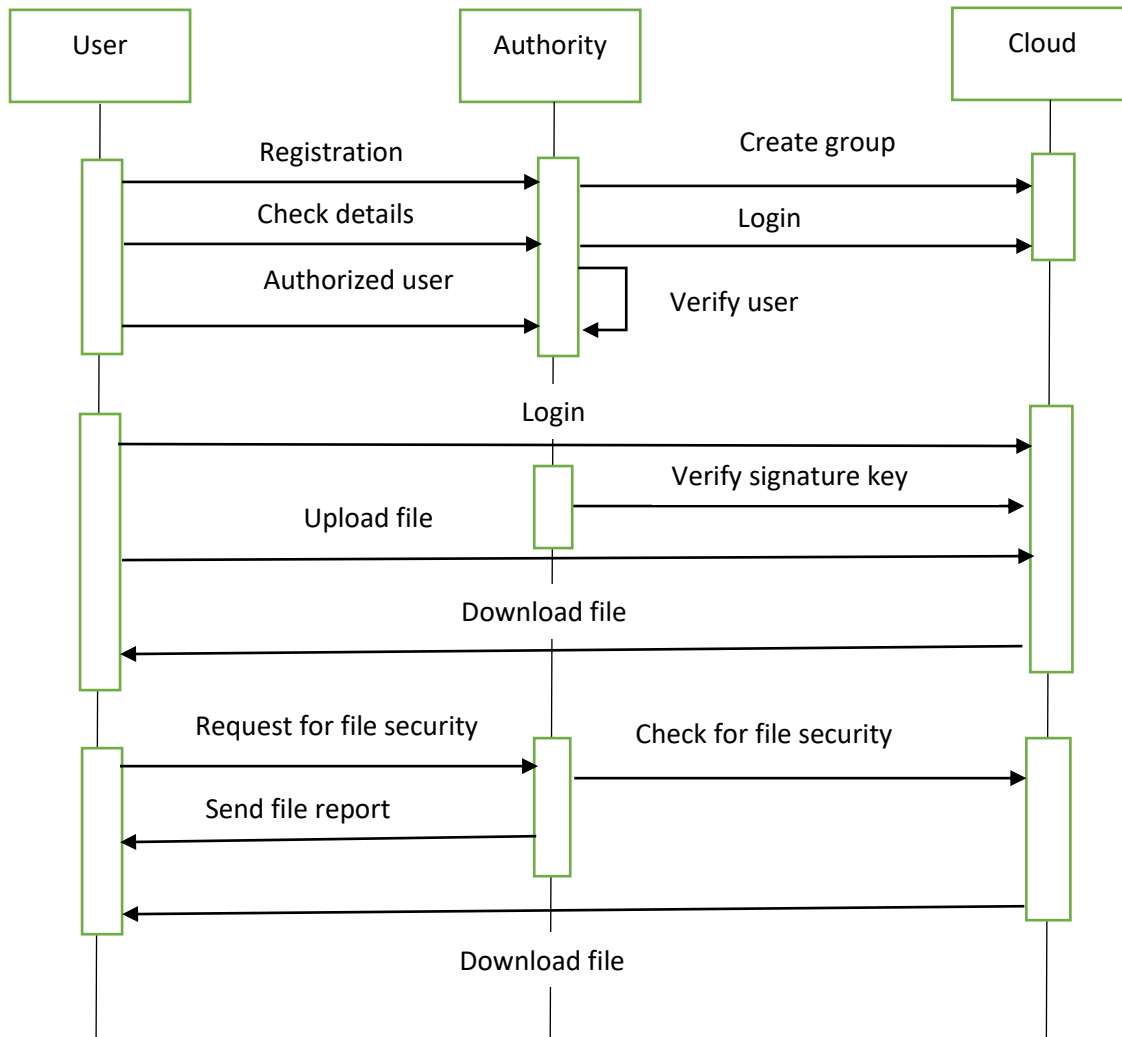 User
Authority
Cloud
Registration
Create group
Check details
Login
Authorized user
Verify user
Login
Verify signature key
Upload file
Download file
Request for file security
Check for file security
Send file report
Download file